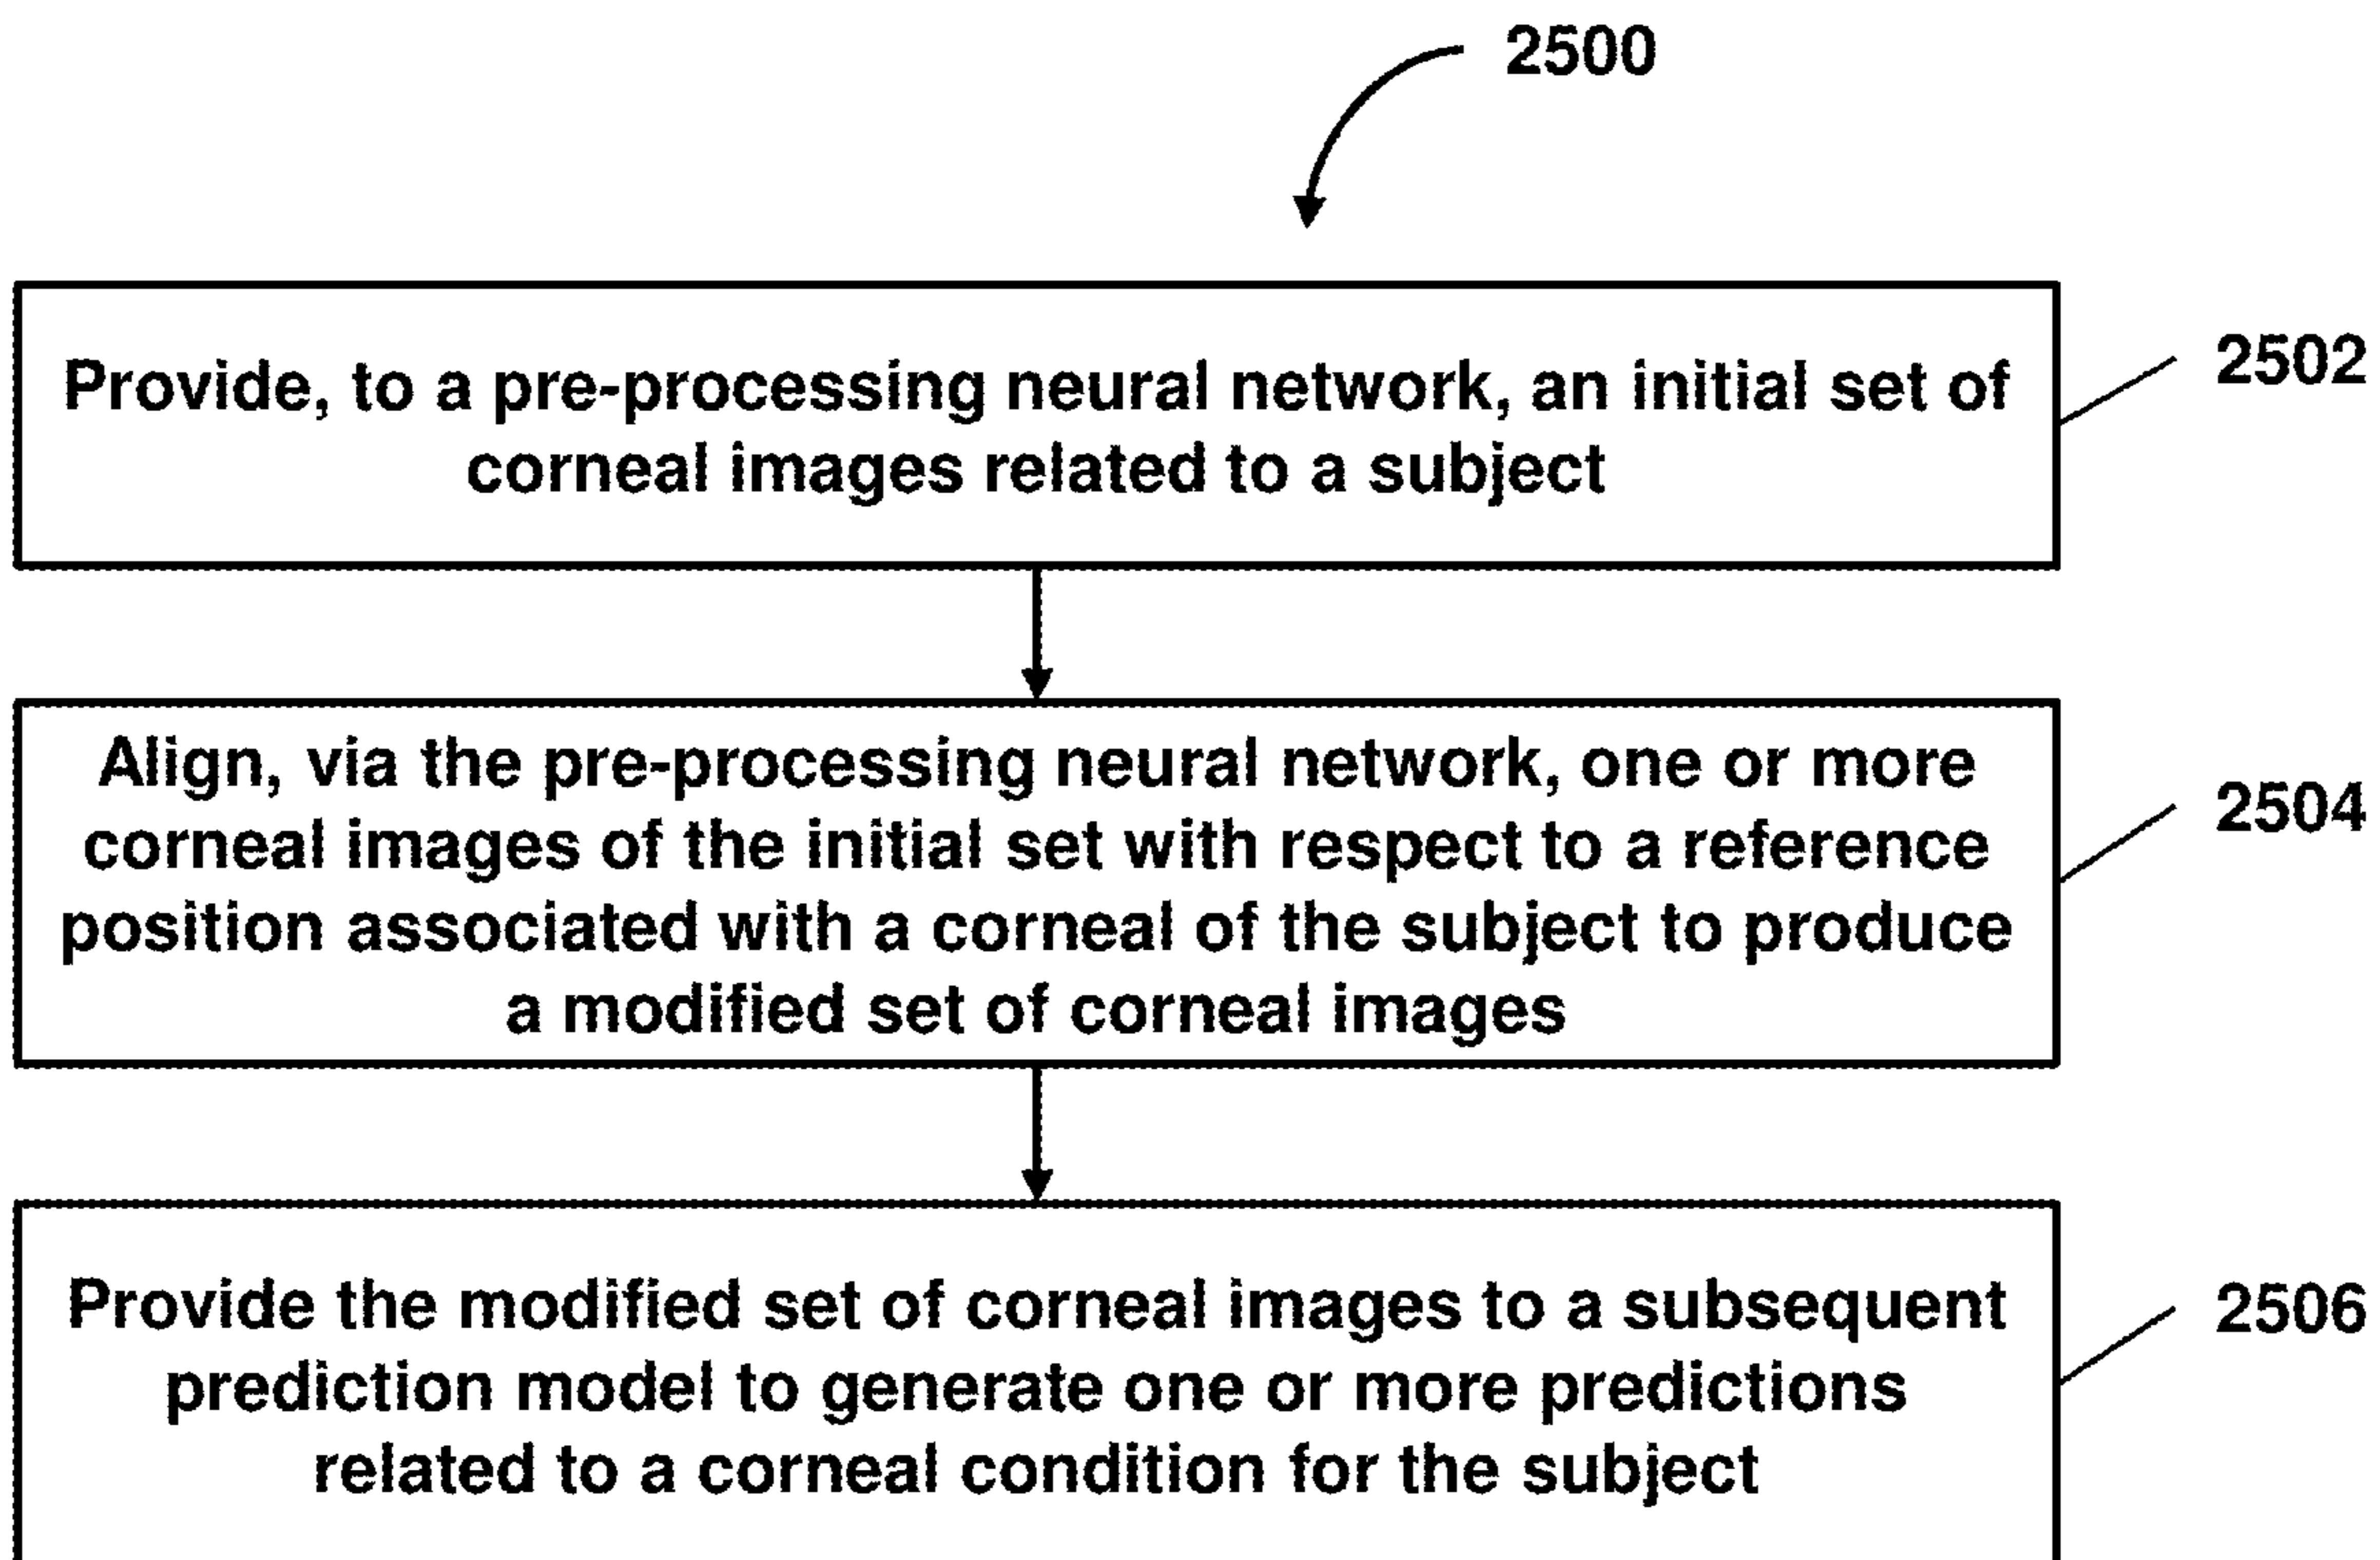 2500
Provide, to a pre-processing neural network, an initial set of
corneal images related to a subject
2502
Align, via the pre-processing neural network, one or more
corneal images of the initial set with respect to a reference
position associated with a corneal of the subject to produce
a modified set of corneal images
2504
Provide the modified set of corneal images to a subsequent
prediction model to generate one or more predictions
related to a corneal condition for the subject
2506